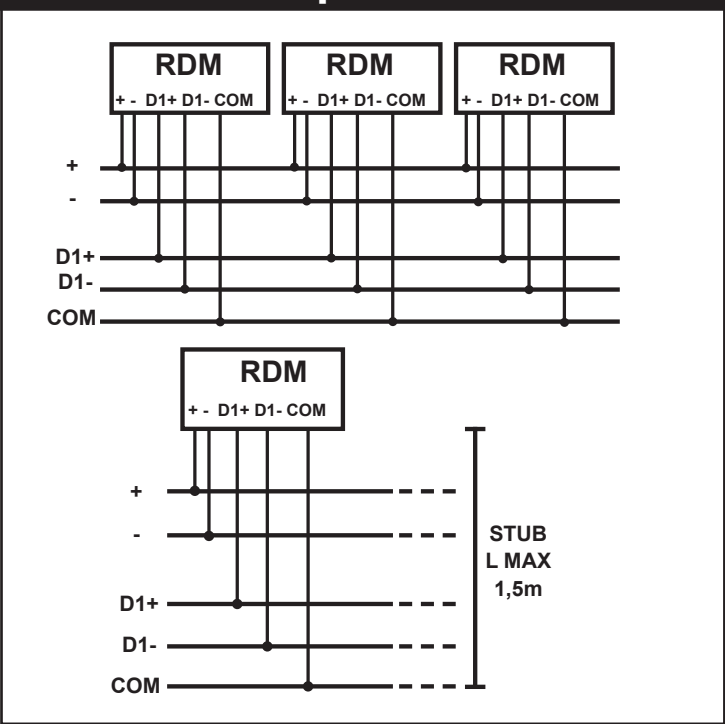 RDM RDM RDM
+ - D1+ D1- COM + - D1+ D1- COM + - D1+ D1- COM
+
-
D1+
D1-
COM
RDM
+ - D1+ D1- COM
+
-
D1+
D1-
COM
STUB
L MAX
1,5m